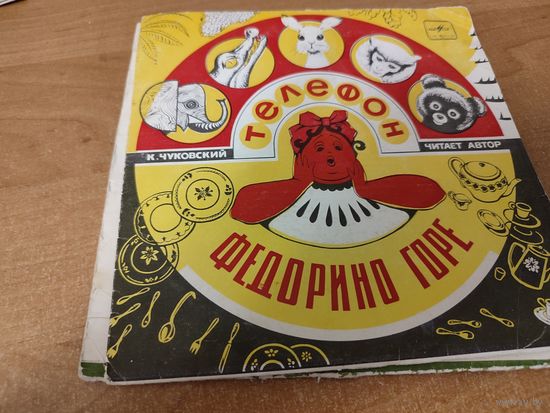 ТЕЛЕФОН
К. ЧУКОВСКИЙ
ЧИТАЕТ АВТОР
ФЕДОРИНО ГОРЕ